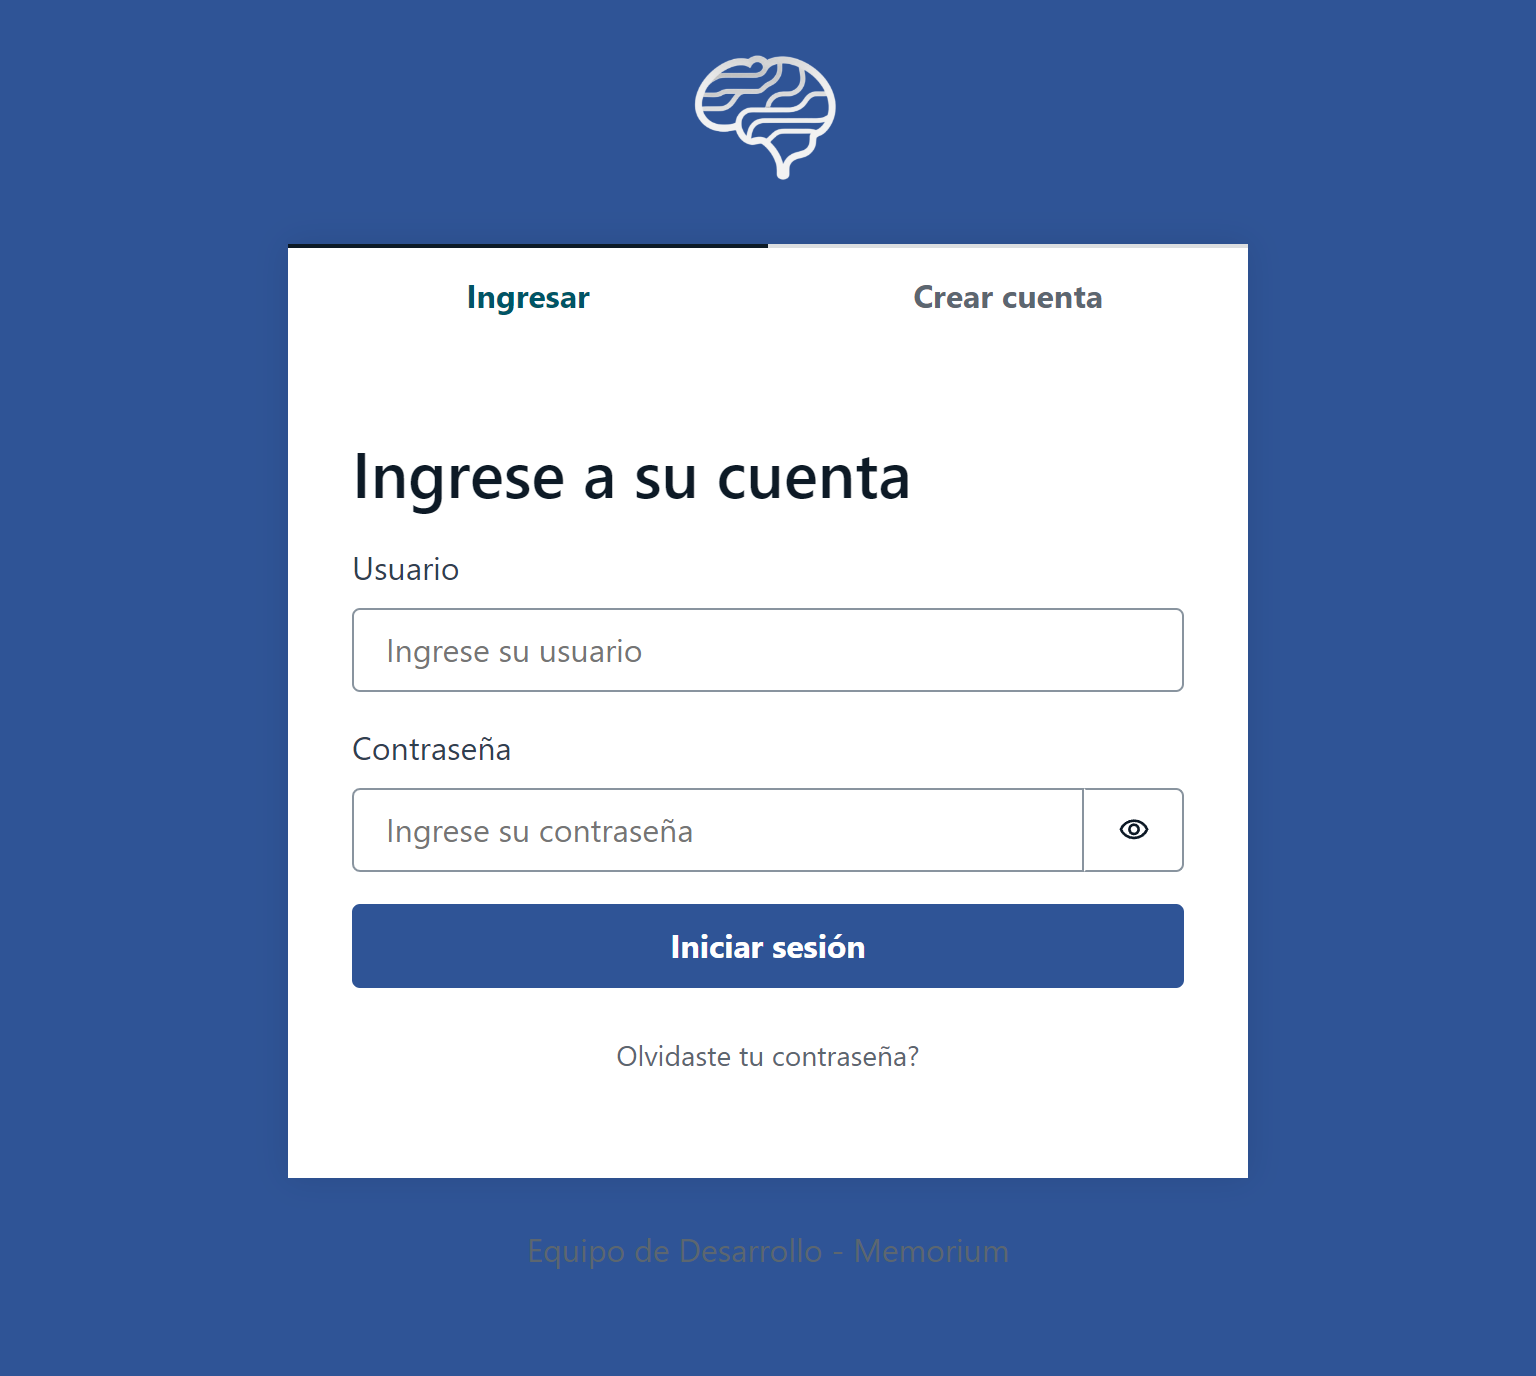 Ingresar
Crear cuenta
Ingrese a su cuenta
Usuario
Ingrese su usuario
Contraseña
Ingrese su contraseña
Iniciar sesión
Olvidaste tu contraseña?
Equipo de Desarrollo - Memorium